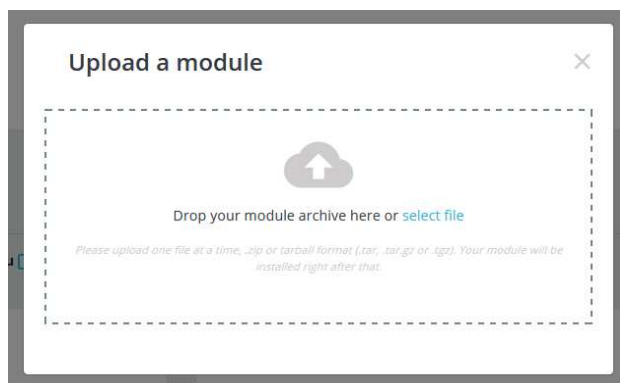 Upload a module
Drop your module archive here or select file
Please upload one file at a time, .zip or tarball format (.tar, .tar.gz or .tgz). Your module will be
installed right after that.